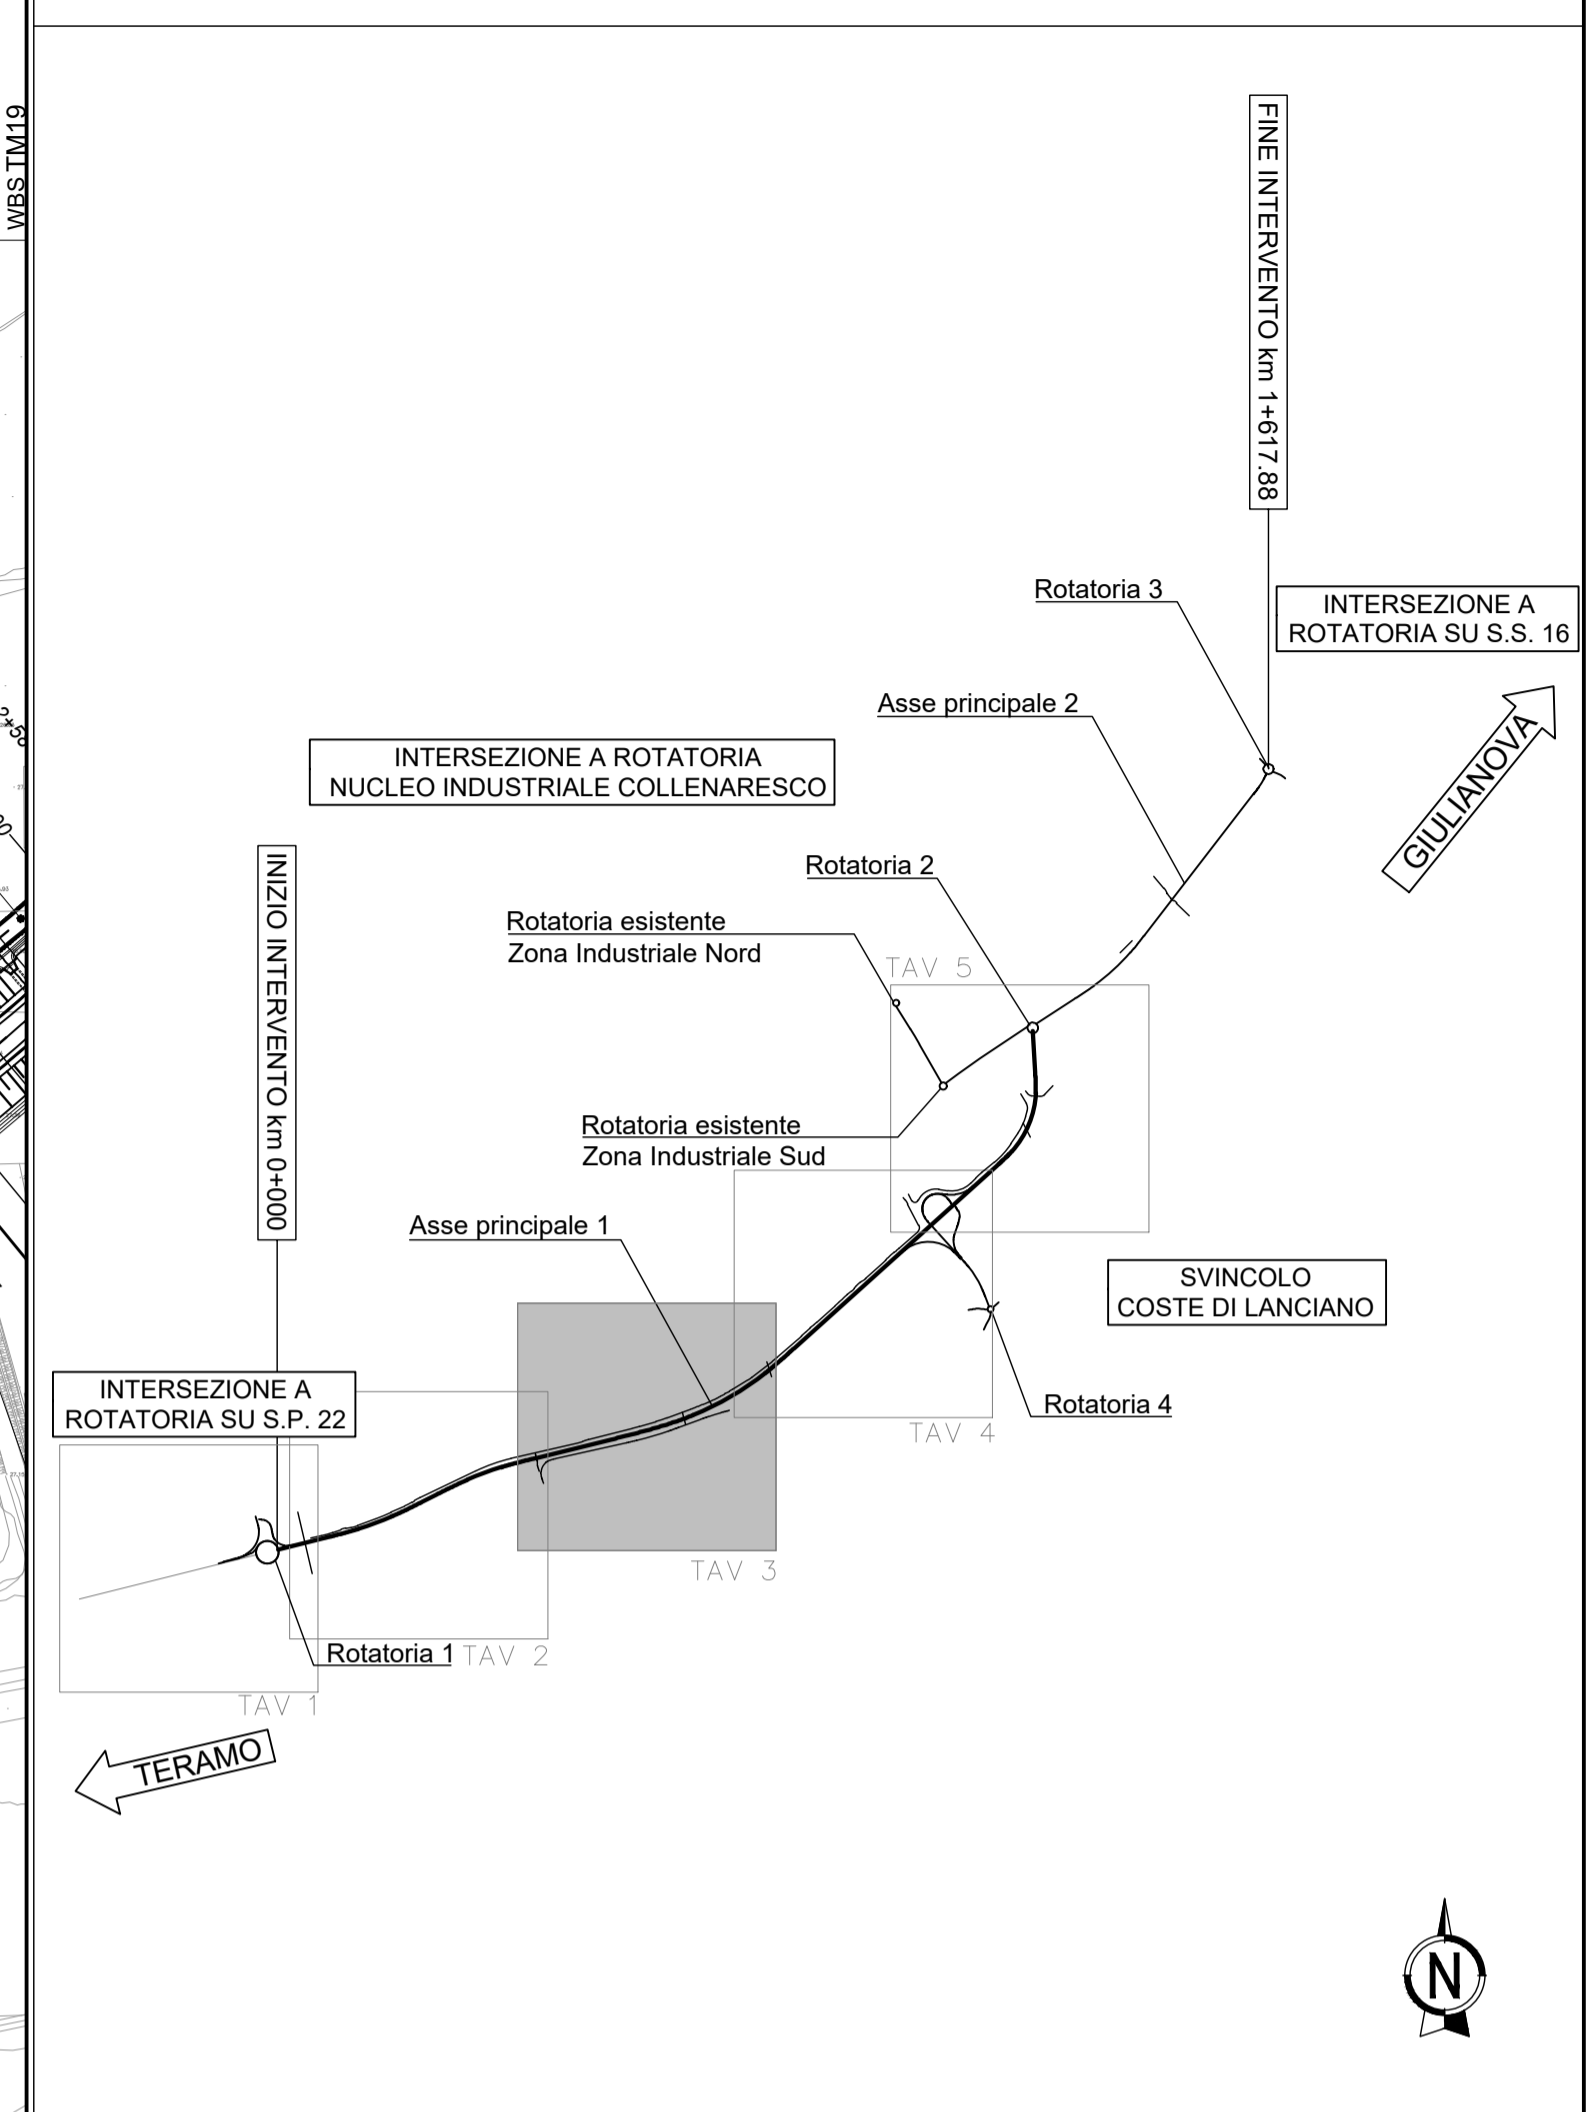 WBS TM19
FINE INTERVENTO km 1+617.88
Rotatoria 3
INTERSEZIONE A
ROTATORIA SU S.S. 16
Asse principale 2
GIULIANOVA
INTERSEZIONE A ROTATORIA
NUCLEO INDUSTRIALE COLLENARESCO
INIZIO INTERVENTO km 0+000
Rotatoria 2
Rotatoria esistente
Zona Industriale Nord
TAV 5
Rotatoria esistente
Zona Industriale Sud
Asse principale 1
SVINCOLO
COSTE DI LANCIANO
INTERSEZIONE A
ROTATORIA SU S.P. 22
Rotatoria 4
TAV 4
TAV 3
Rotatoria 1
TAV 2
TAV 1
TERAMO
N